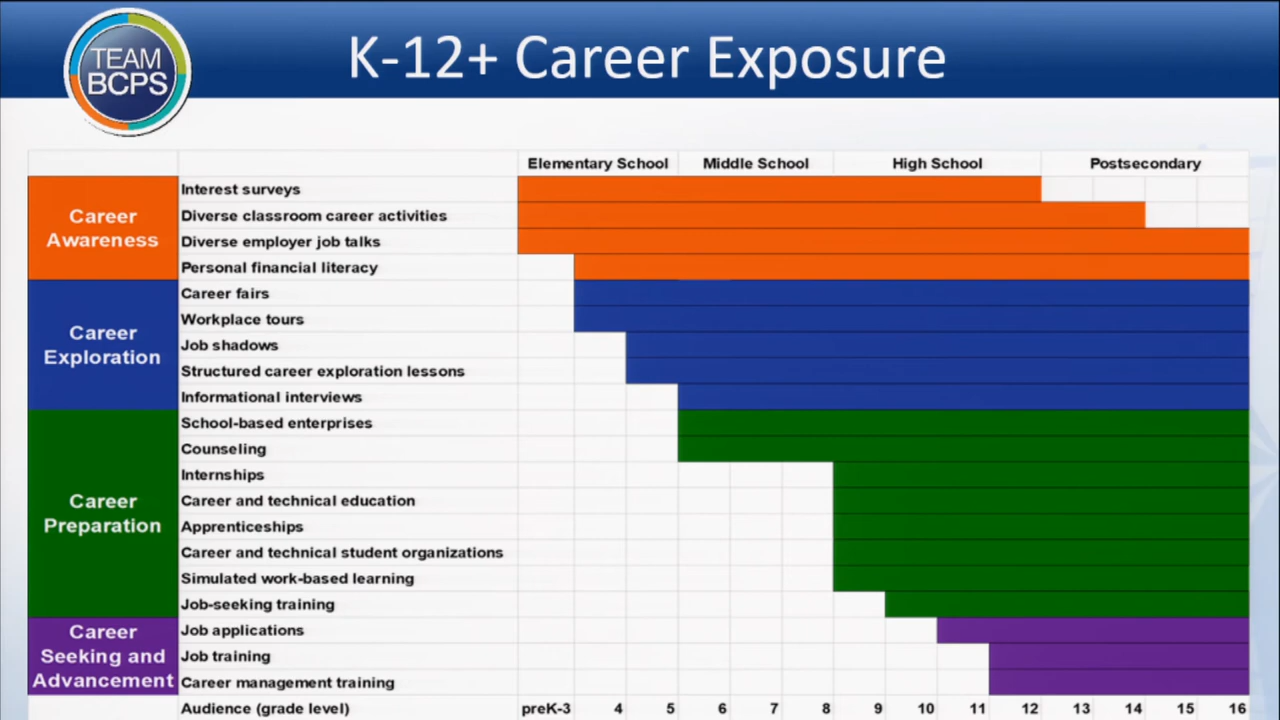 TEAM
BCPS
K-12+ Career Exposure
Elementary School Middle School High School Postsecondary
Career
Awareness
Interest surveys
Diverse classroom career activities
Diverse employer job talks
Personal financial literacy
Career
Exploration
Career fairs
Workplace tours
Job shadows
Structured career exploration lessons
Informational interviews
Career
Preparation
School-based enterprises
Counseling
Internships
Career and technical education
Apprenticeships
Career and technical student organizations
Simulated work-based learning
Job-seeking training
Career
Seeking and
Advancement
Job applications
Job training
Career management training
Audience (grade level) preK-3 4 5 6 7 8 9 10 11 12 13 14 15 16